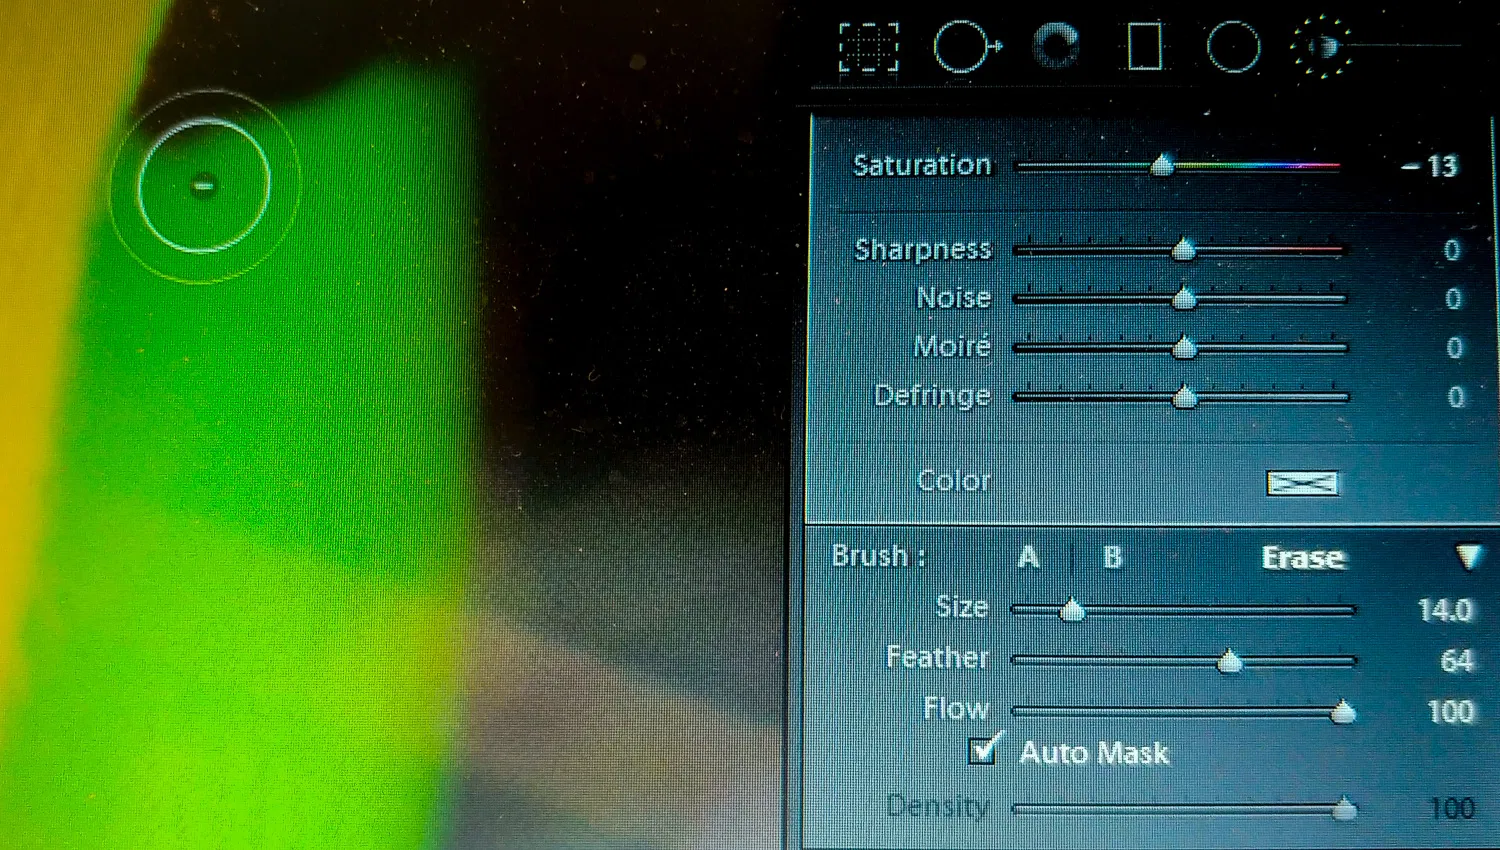 Saturation – 13
Sharpness 0
Noise 0
Moiré 0
Defringe 0
Color
Brush : A B Erase
Size 14.0
Feather 64
Flow 100
Auto Mask
Density 100